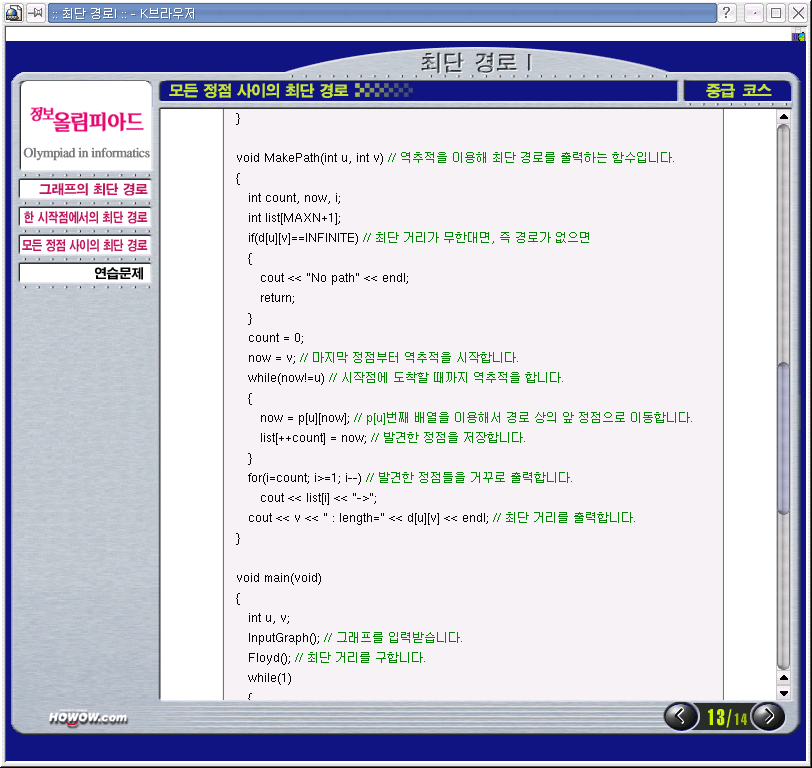 :: 최단 경로I :: - K브라우저
최단 경로 I
정보올림피아드
Olympiad in informatics
그래프의 최단 경로
한 시작점에서의 최단 경로
모든 정점 사이의 최단 경로
연습문제
모든 정점 사이의 최단 경로
중급 코스
}
void MakePath(int u, int v) // 역추적을 이용해 최단 경로를 출력하는 함수입니다.
{
int count, now, i;
int list[MAXN+1];
if(d[u][v]==INFINITE) // 최단 거리가 무한대면, 즉 경로가 없으면
{
cout << "No path" << endl;
return;
}
count = 0;
now = v; // 마지막 정점부터 역추적을 시작합니다.
while(now!=u) // 시작점에 도착할 때까지 역추적을 합니다.
{
now = p[u][now]; // p[u]번째 배열을 이용해서 경로 상의 앞 정점으로 이동합니다.
list[++count] = now; // 발견한 정점을 저장합니다.
}
for(i=count; i>=1; i--) // 발견한 정점들을 거꾸로 출력합니다.
cout << list[i] << "->";
cout << v << " : length=" << d[u][v] << endl; // 최단 거리를 출력합니다.
}
void main(void)
{
int u, v;
InputGraph(); // 그래프를 입력받습니다.
Floyd(); // 최단 거리를 구합니다.
while(1)
{
HOWOW.com
13/14